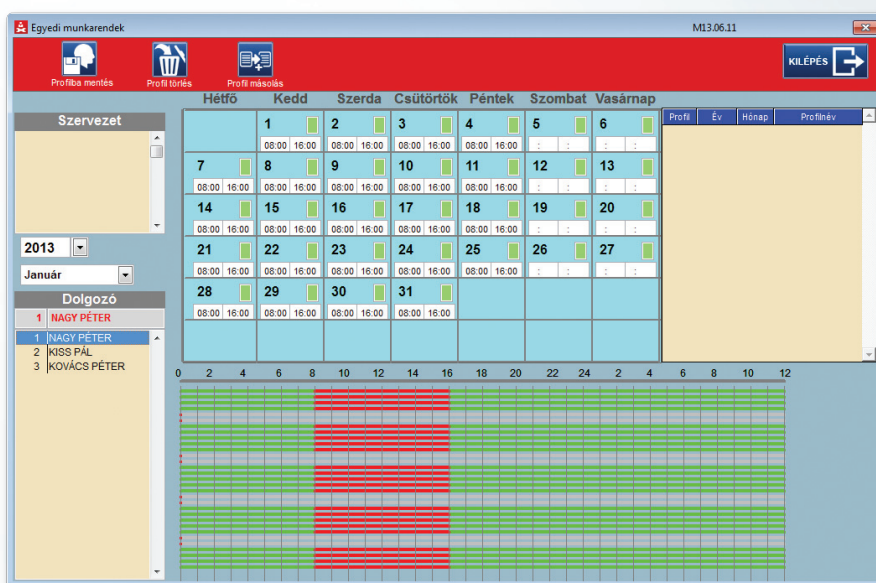 Egyedi munkarendek M13.06.11
Profilba mentés Profil törlés Profil másolás KILÉPÉS
Hétfő Kedd Szerda Csütörtök Péntek Szombat Vasárnap
Szervezet
Profil Év Hónap Profilnév
1 2 3 4 5 6
08:00 16:00 08:00 16:00 08:00 16:00 08:00 16:00 : : : :
7 8 9 10 11 12 13
08:00 16:00 08:00 16:00 08:00 16:00 08:00 16:00 08:00 16:00 : : : :
14 15 16 17 18 19 20
08:00 16:00 08:00 16:00 08:00 16:00 08:00 16:00 08:00 16:00 : : : :
2013
21 22 23 24 25 26 27
08:00 16:00 08:00 16:00 08:00 16:00 08:00 16:00 08:00 16:00 : : : :
Január
28 29 30 31
08:00 16:00 08:00 16:00 08:00 16:00 08:00 16:00
Dolgozó
1 NAGY PÉTER
1 NAGY PÉTER
2 KISS PÁL
3 KOVÁCS PÉTER
0 2 4 6 8 10 12 14 16 18 20 22 24 2 4 6 8 10 12